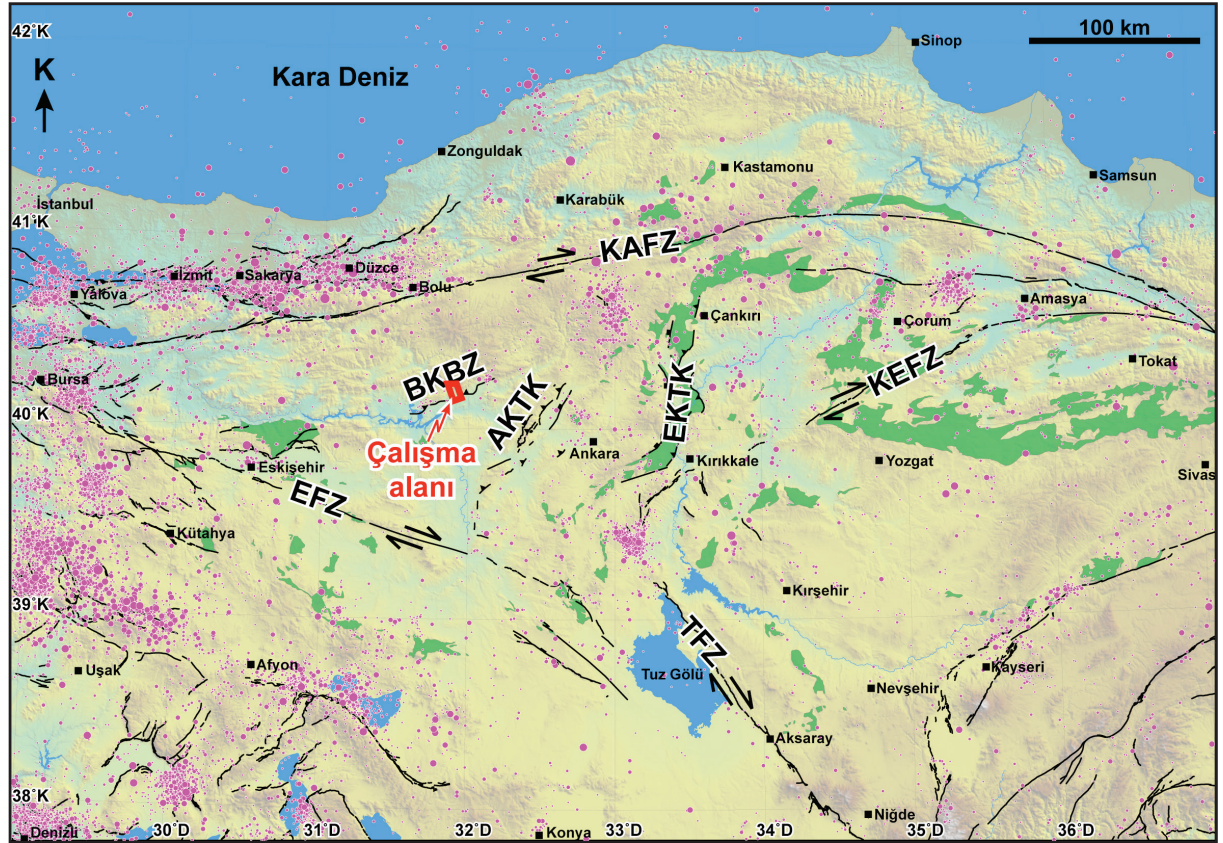 42°K
100 km
Sinop
K
Kara Deniz
Zonguldak
Kastamonu
Samsun
Karabük
İstanbul
41°K
KAFZ
Düzce
İzmit
Sakarya
Bolu
Yalova
Amasya
Çankırı
Çorum
Tokat
BKBZ
Bursa
KEFZ
AKTK
EKTK
40°K
Çalışma
alanı
Ankara
Kırıkkale
Yozgat
Eskişehir
Sivas
EFZ
Kütahya
Kırşehir
39°K
TFZ
Uşak
Afyon
Tuz Gölü
Kayseri
Nevşehir
Aksaray
38°K
Niğde
Denizli
30°D
31°D
32°D
Konya
33°D
34°D
35°D
36°D